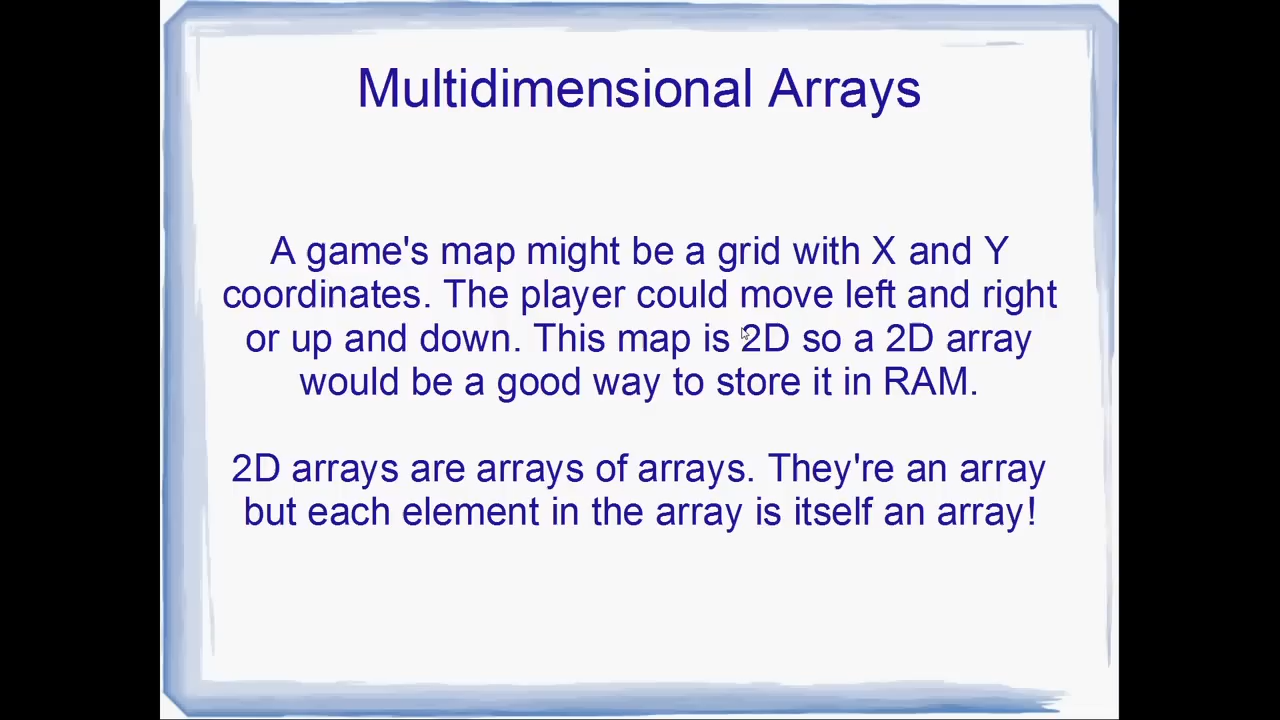 Multidimensional Arrays
A game's map might be a grid with X and Y
coordinates. The player could move left and right
or up and down. This map is 2D so a 2D array
would be a good way to store it in RAM.
2D arrays are arrays of arrays. They're an array
but each element in the array is itself an array!